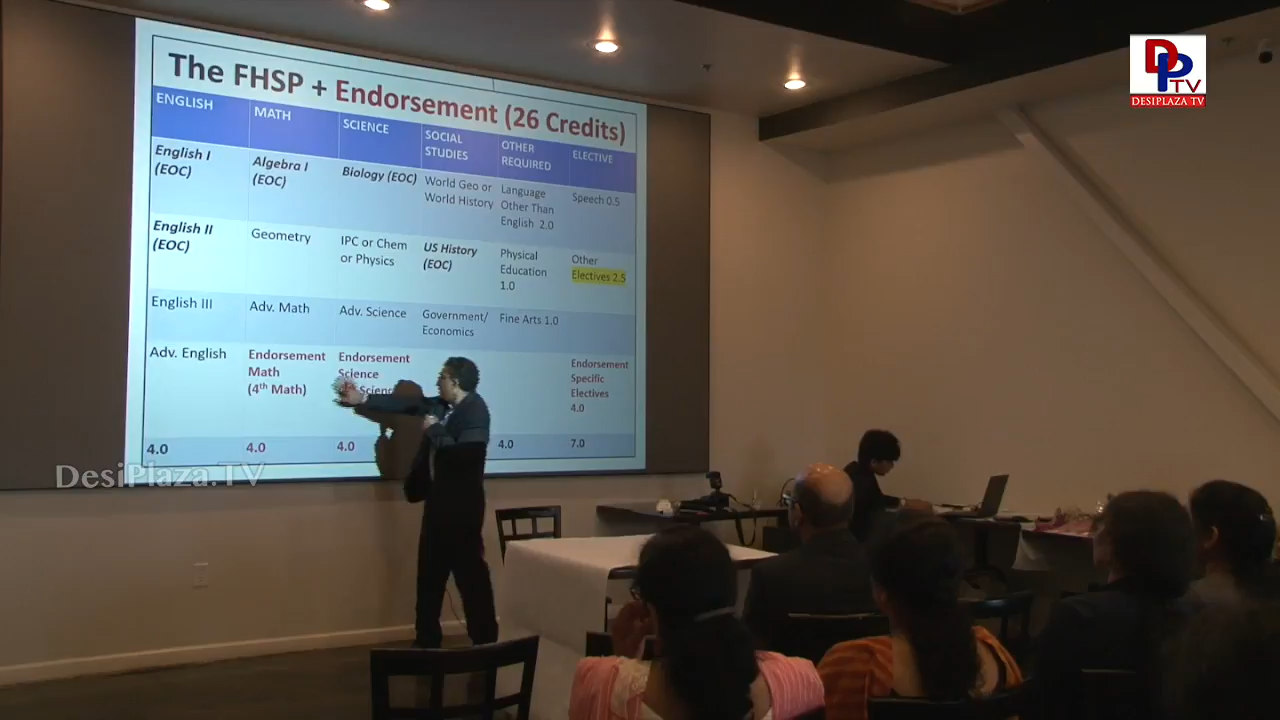 The FHSP + Endorsement (26 Credits)
ENGLISH
MATH
SCIENCE
SOCIAL
STUDIES
OTHER
REQUIRED
ELECTIVE
English I
(EOC)
Algebra I
(EOC)
Biology (EOC)
World Geo or
World History
Language
Other Than
English 2.0
Speech 0.5
English II
(EOC)
Geometry
IPC or Chem
or Physics
US History
(EOC)
Physical
Education
1.0
Other
Electives 2.5
English III
Adv. Math
Adv. Science
Government/
Economics
Fine Arts 1.0
Adv. English
Endorsement
Math
(4th Math)
Endorsement
Science
Endorsement
Specific
Electives
4.0
4.0
4.0
4.0
4.0
7.0
DPTV
DESIPLAZA TV
DesiPlaza.TV